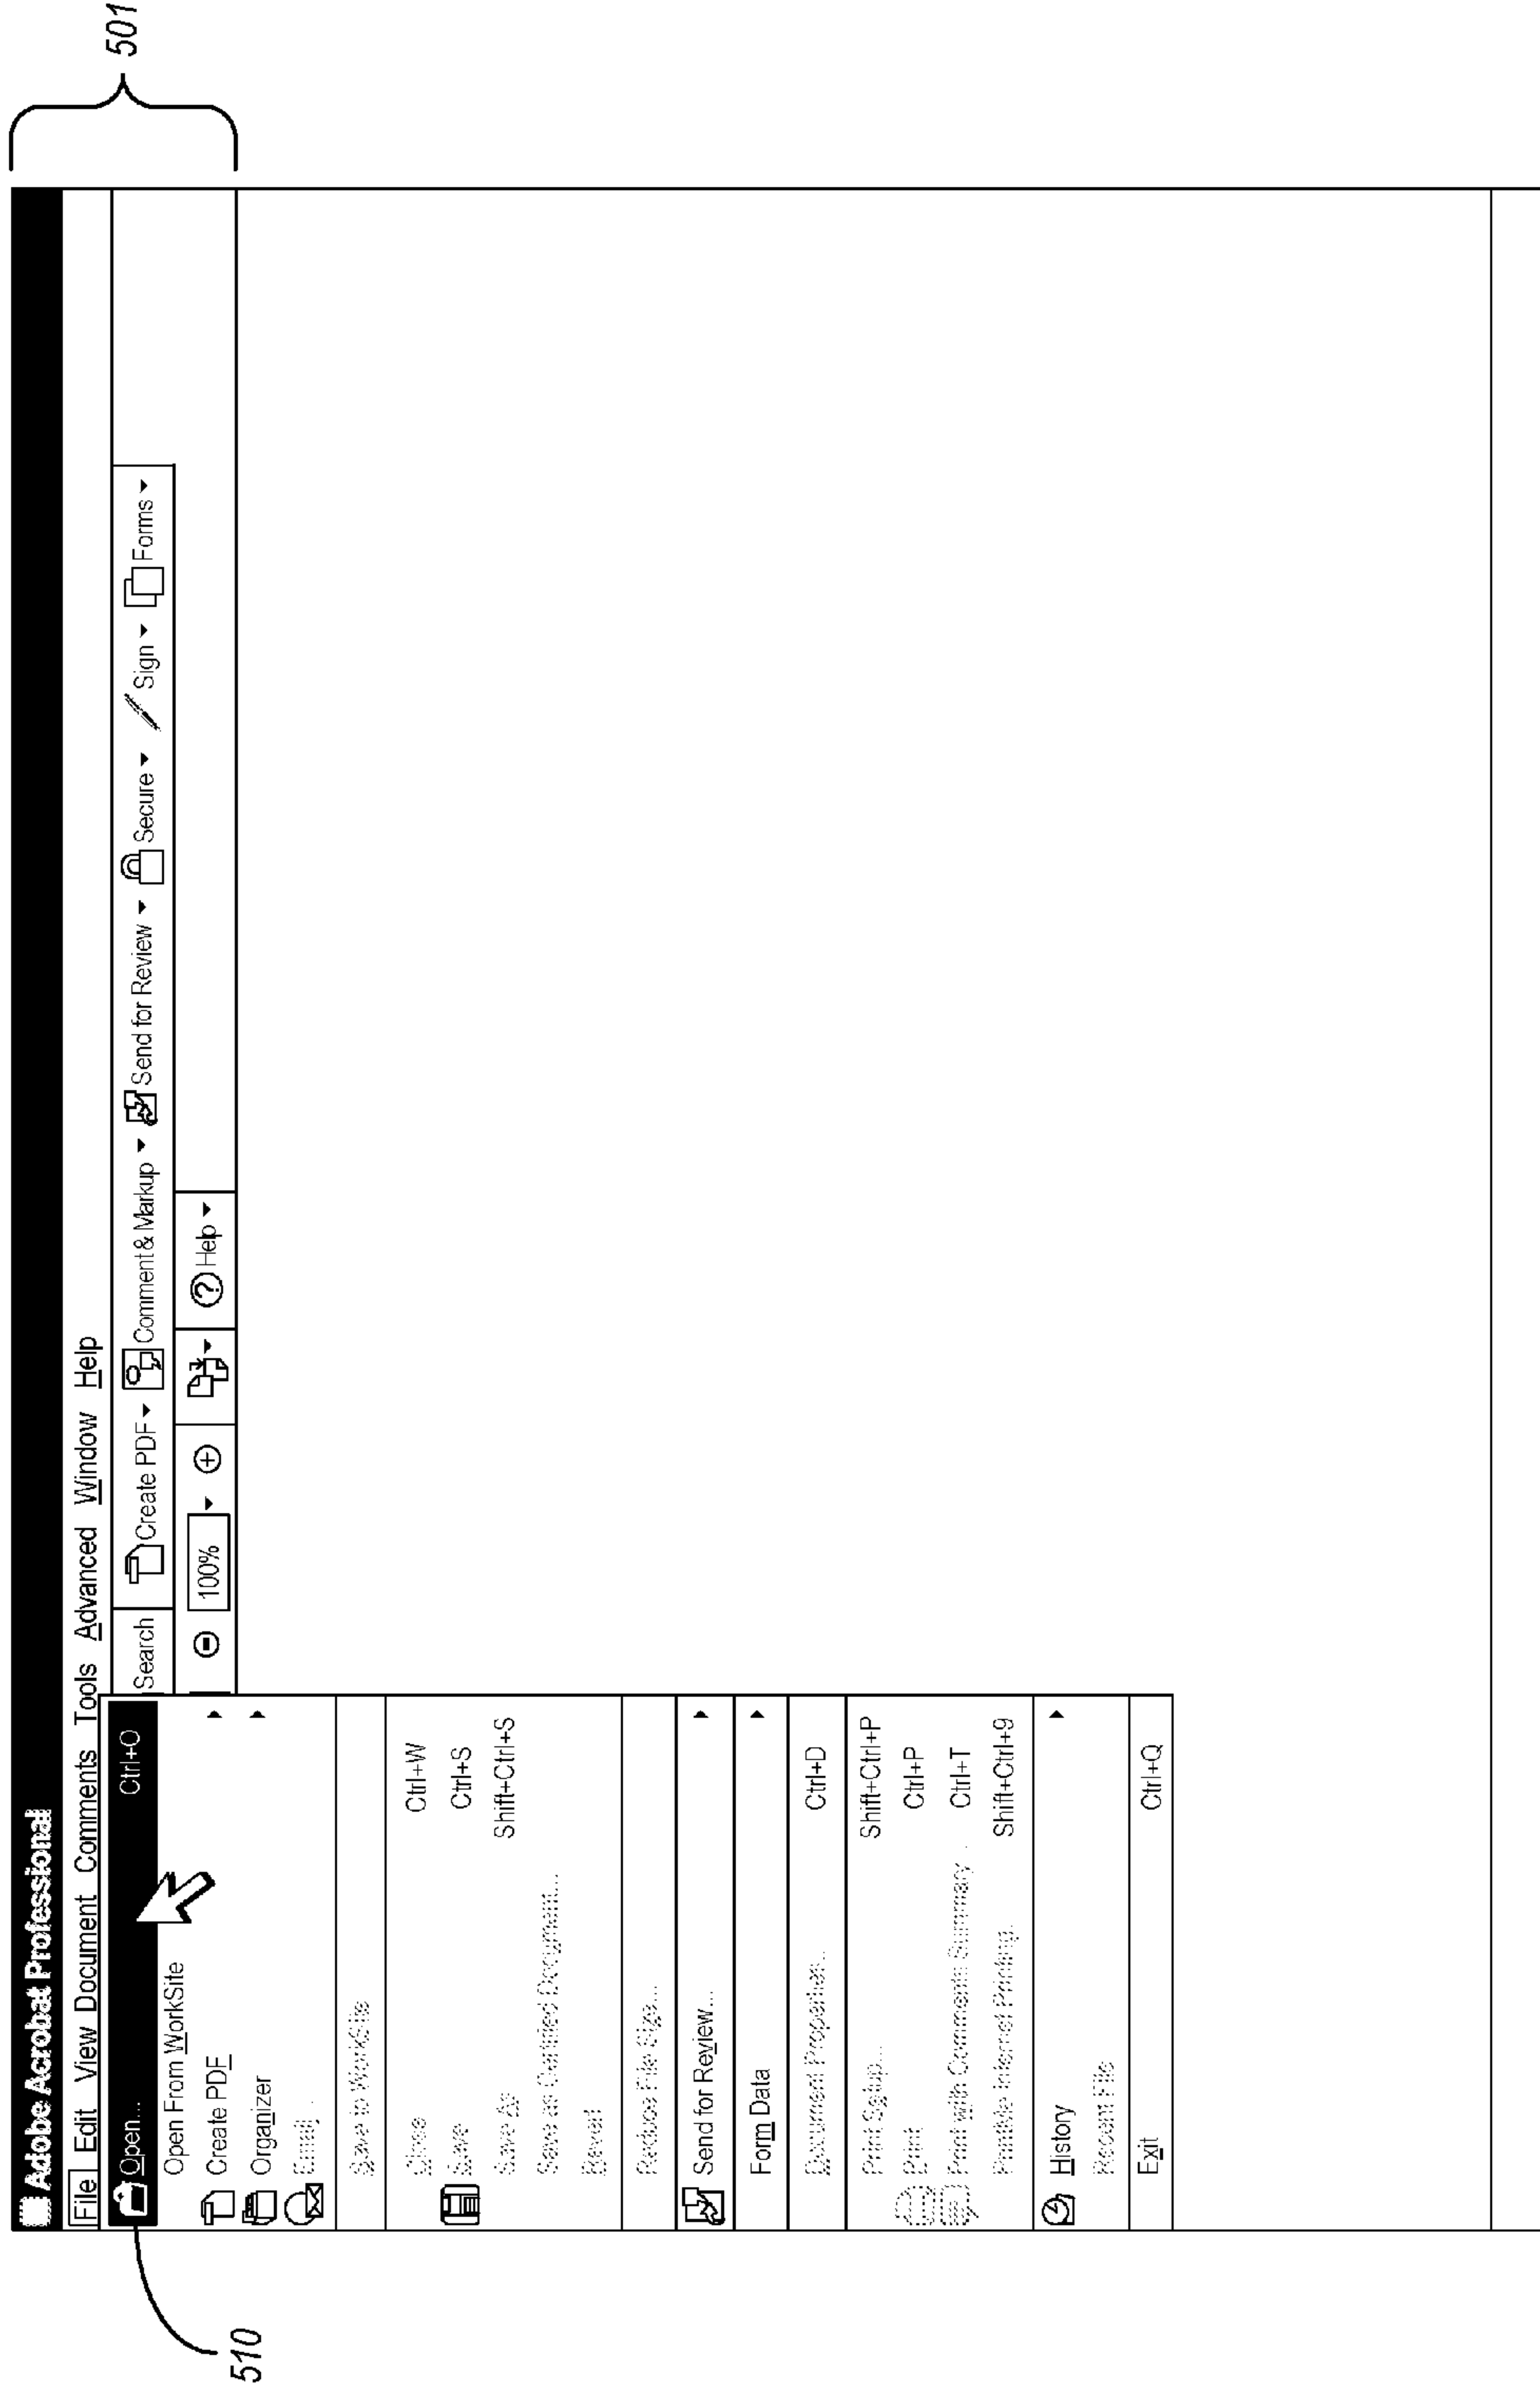 501
Adobe Acrobat Professional
File Edit View Document Comments Tools Advanced Window Help
Open... Ctrl+O
Search Create PDF Comment & Markup Send for Review Secure Sign Forms
Open From WorkSite
100% Help
Create PDF
Organizer
Email...
Save to WorkSite
Close Ctrl+W
Save Ctrl+S
Save As Shift+Ctrl+S
Save as Certified Document...
Revert
Reduce File Size...
Send for Review...
Form Data
Document Properties... Ctrl+D
Print Setup... Shift+Ctrl+P
Print Ctrl+P
Print with Comments Summary... Ctrl+T
PrintMe Internet Printing... Shift+Ctrl+9
History
Recent File
Exit Ctrl+Q
510